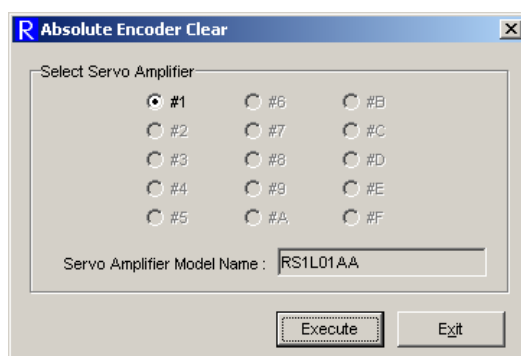 R Absolute Encoder Clear
Select Servo Amplifier
#1 #6 #B
#2 #7 #C
#3 #8 #D
#4 #9 #E
#5 #A #F
Servo Amplifier Model Name : RS1L01AA
Execute Exit